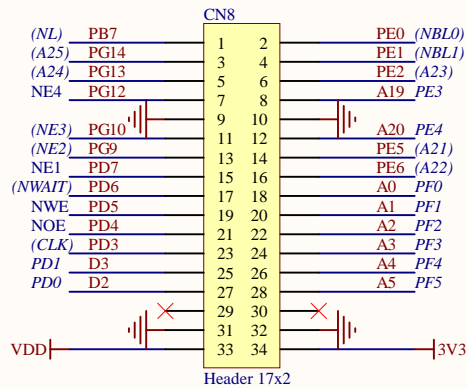 CN8
(NL) PB7 1 2 PE0 (NBL0)
(A25) PG14 3 4 PE1 (NBL1)
(A24) PG13 5 6 PE2 (A23)
NE4 PG12 7 8 A19 PE3
9 10
(NE3) PG10 11 12 A20 PE4
(NE2) PG9 13 14 PE5 (A21)
NE1 PD7 15 16 PE6 (A22)
(NWAIT) PD6 17 18 A0 PF0
NWE PD5 19 20 A1 PF1
NOE PD4 21 22 A2 PF2
(CLK) PD3 23 24 A3 PF3
PD1 D3 25 26 A4 PF4
PD0 D2 27 28 A5 PF5
29 30
31 32
VDD 33 34 3V3
Header 17x2